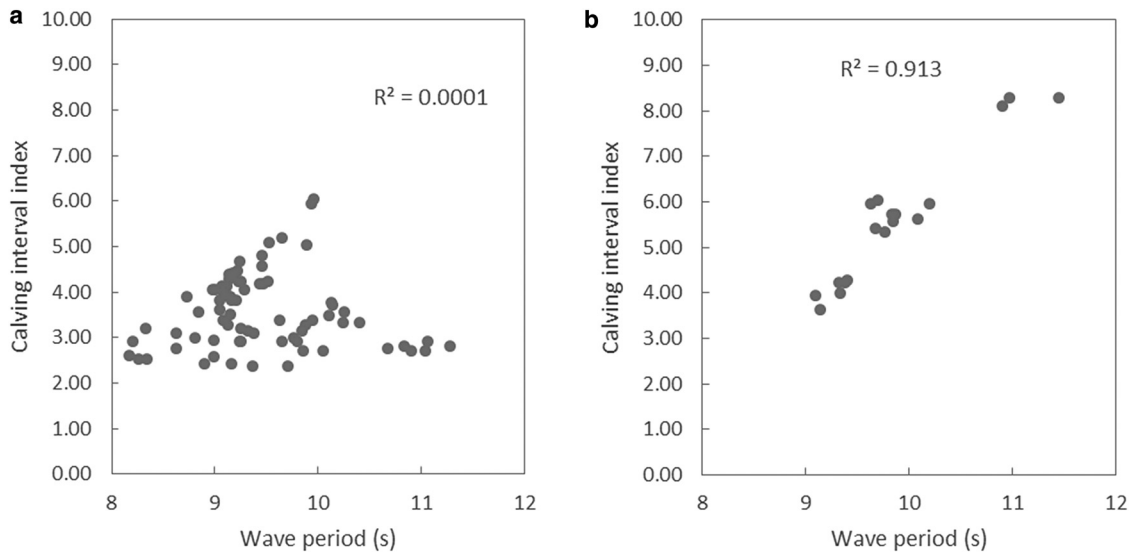 a
10.00
9.00
8.00
7.00
6.00
5.00
4.00
3.00
2.00
1.00
0.00
Calving interval index
R² = 0.0001
8 9 10 11 12
Wave period (s)
b
10.00
9.00
8.00
7.00
6.00
5.00
4.00
3.00
2.00
1.00
0.00
Calving interval index
R² = 0.913
8 9 10 11 12
Wave period (s)